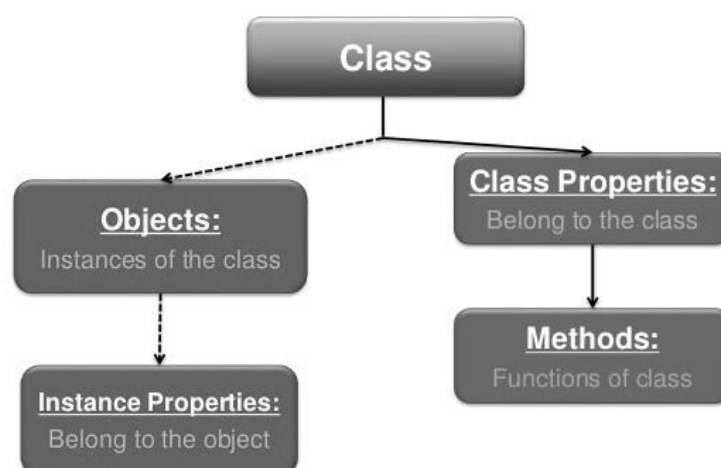 Class
Objects:
Instances of the class
Instance Properties:
Belong to the object
Class Properties:
Belong to the class
Methods:
Functions of class